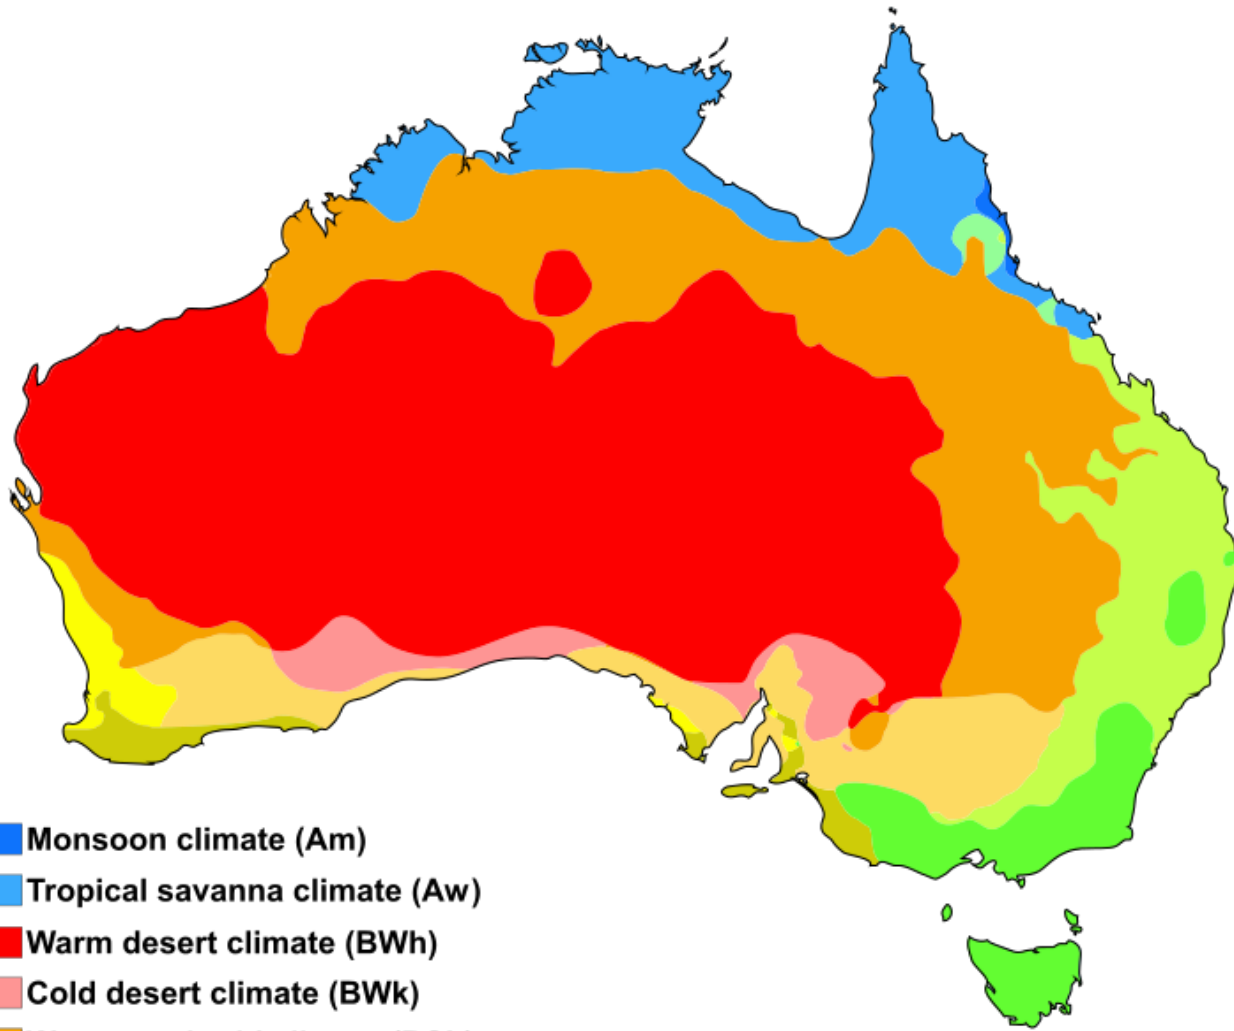 Monsoon climate (Am)
Tropical savanna climate (Aw)
Warm desert climate (BWh)
Cold desert climate (BWk)